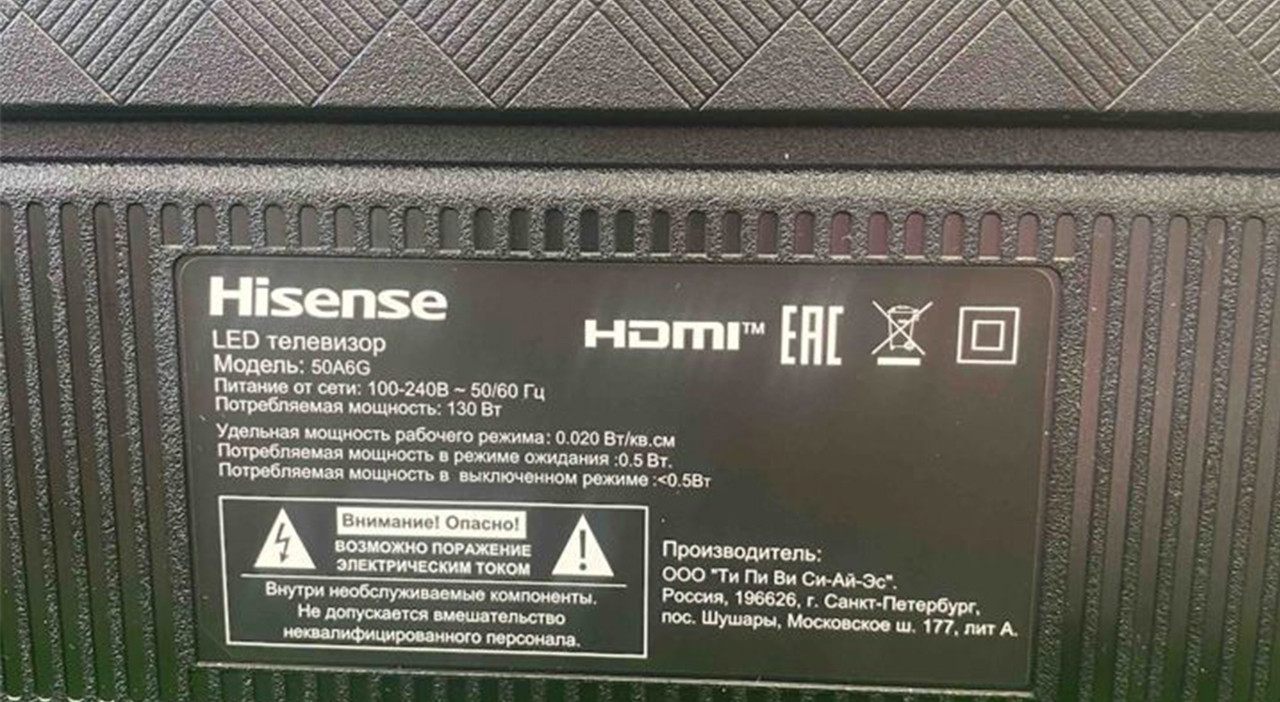 Hisense
LED телевизор
Модель: 50A6G
Питание от сети: 100-240В ~ 50/60 Гц
Потребляемая мощность: 130 Вт
Удельная мощность рабочего режима: 0.020 Вт/кв.см
Потребляемая мощность в режиме ожидания :0.5 Вт.
Потребляемая мощность в выключенном режиме :<0.5Вт
HDMI™ EAC
Внимание! Опасно!
ВОЗМОЖНО ПОРАЖЕНИЕ
ЭЛЕКТРИЧЕСКИМ ТОКОМ
Внутри необслуживаемые компоненты.
Не допускается вмешательство
неквалифицированного персонала.
Производитель:
ООО "Ти Пи Ви Си-Ай-Эс".
Россия, 196626, г. Санкт-Петербург,
пос. Шушары, Московское ш. 177, лит А.